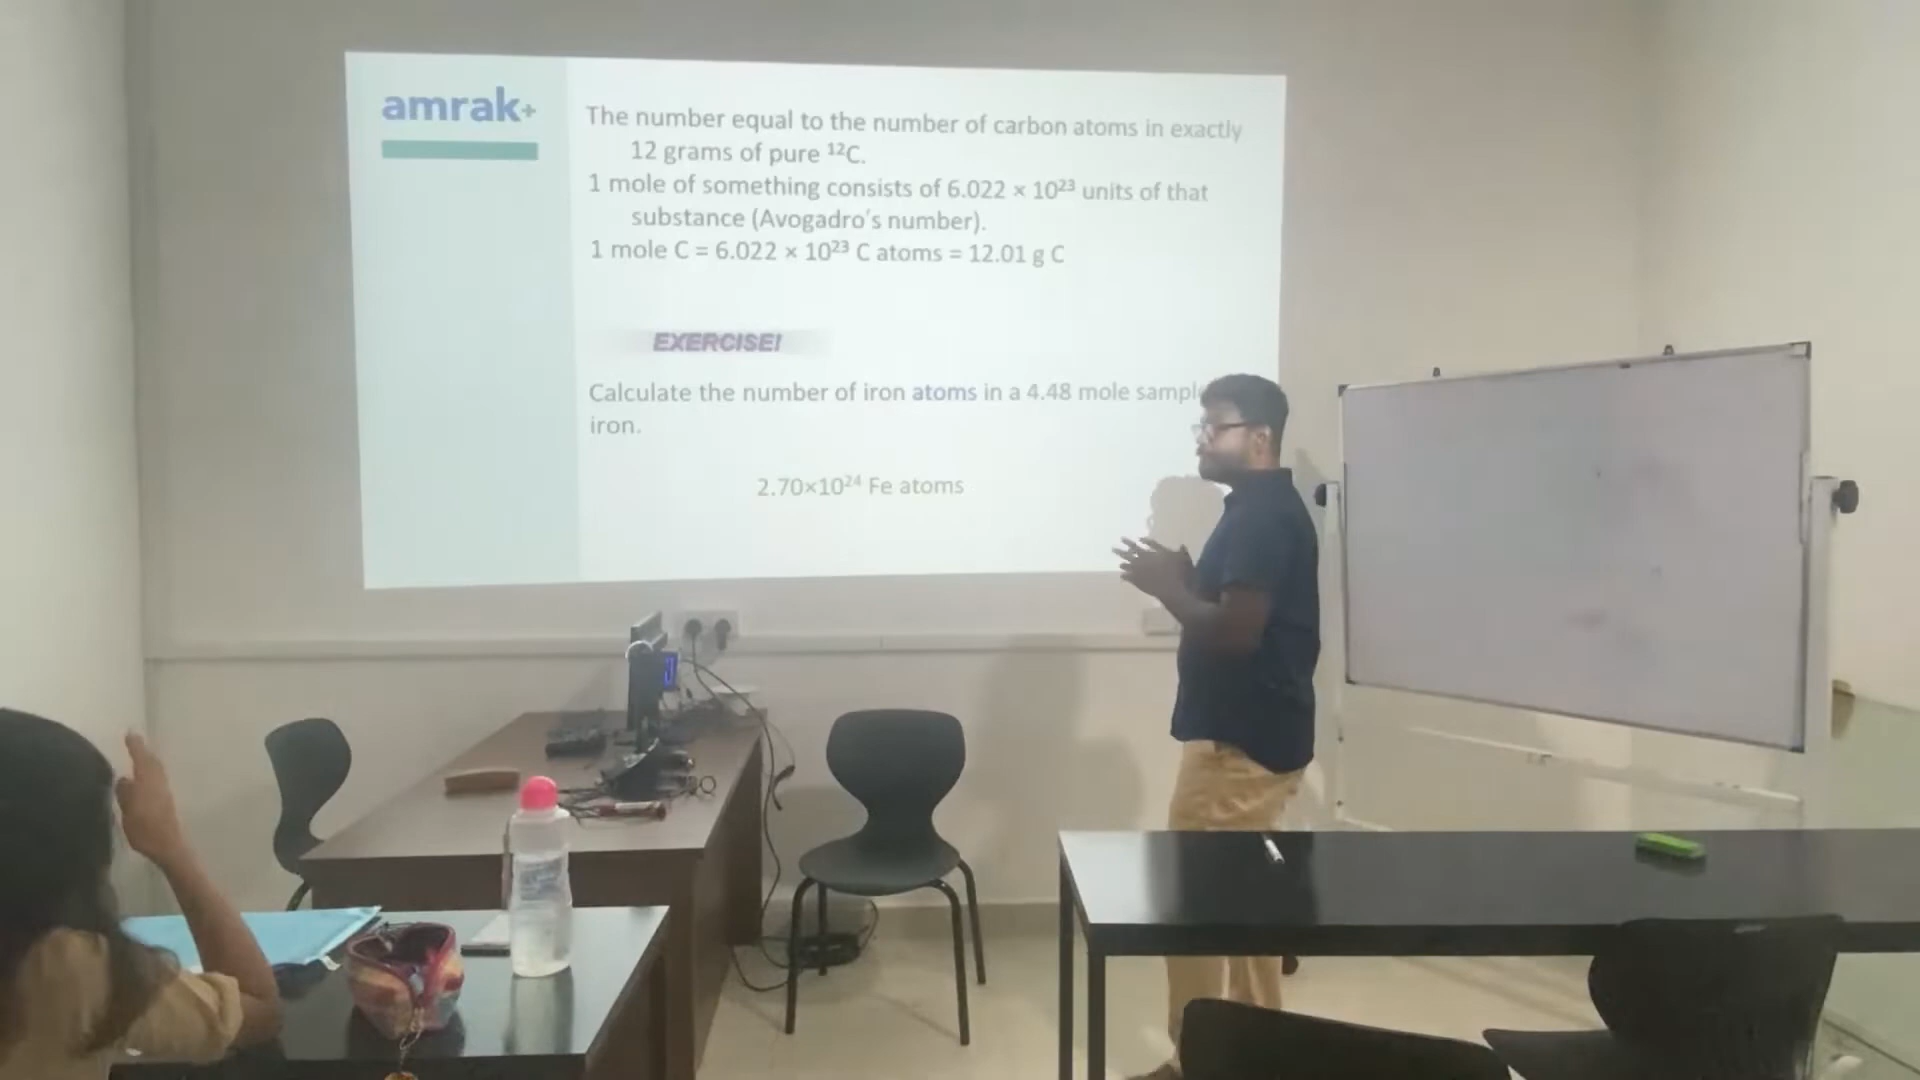 amrak+
The number equal to the number of carbon atoms in exactly
12 grams of pure ¹²C.
1 mole of something consists of 6.022 × 10²³ units of that
substance (Avogadro's number).
1 mole C = 6.022 × 10²³ C atoms = 12.01 g C
EXERCISE!
Calculate the number of iron atoms in a 4.48 mole sampl
iron.
2.70×10²⁴ Fe atoms